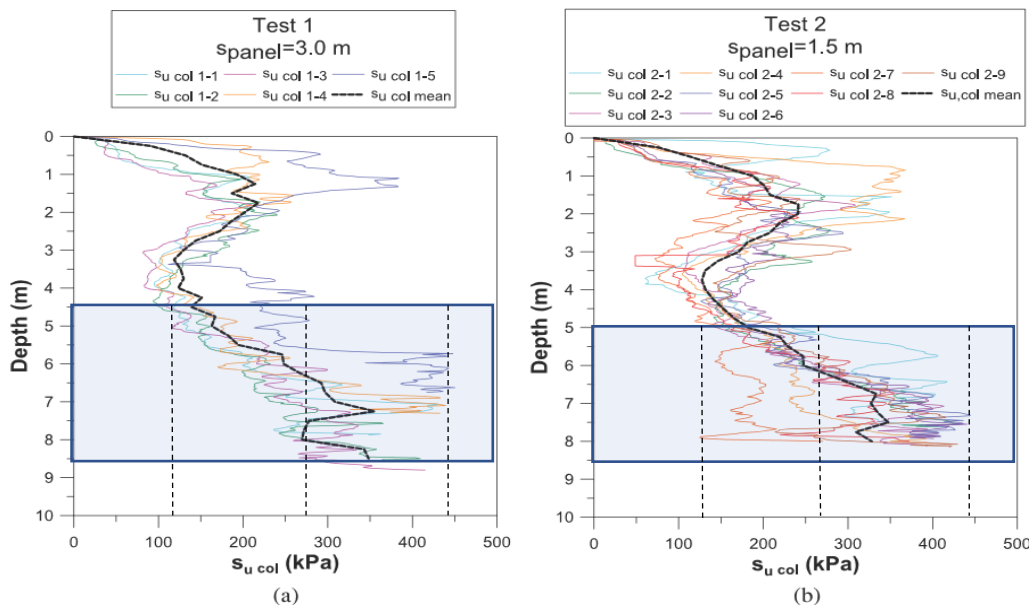 (a)
Test 1
spanel=3.0 m
su col 1-1 su col 1-3 su col 1-5
su col 1-2 su col 1-4 su col mean
0
1
2
3
4
5
6
7
8
9
10
Depth (m)
0 100 200 300 400 500
su col (kPa)
(a)
(b)
Test 2
spanel=1.5 m
su col 2-1 su col 2-4 su col 2-7 su col 2-9
su col 2-2 su col 2-5 su col 2-8 su,col mean
su col 2-3 su col 2-6
0
1
2
3
4
5
6
7
8
9
10
Depth (m)
0 100 200 300 400 500
su col (kPa)
(b)